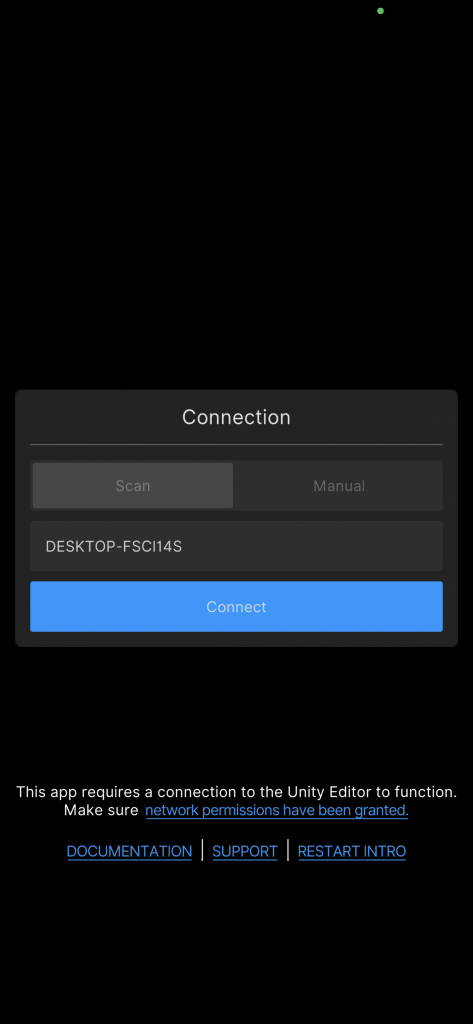 Connection
Scan
Manual
DESKTOP-FSCI14S
Connect
This app requires a connection to the Unity Editor to function.
Make sure network permissions have been granted.
DOCUMENTATION | SUPPORT | RESTART INTRO